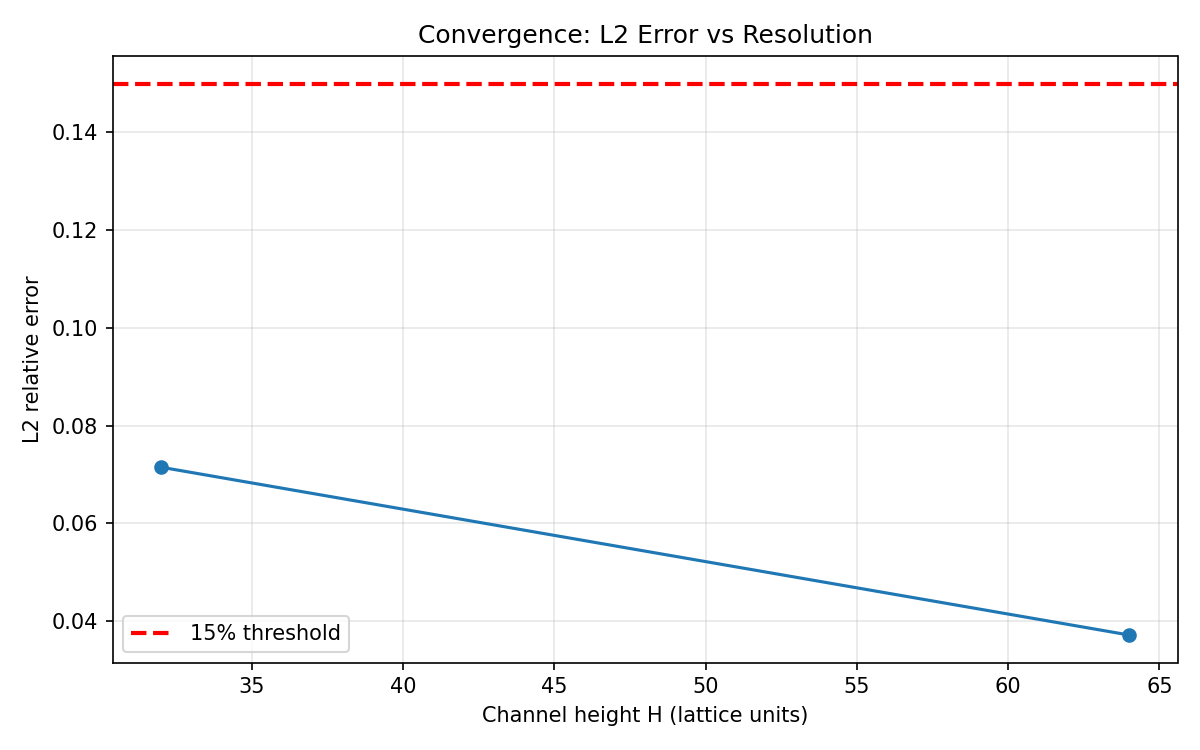 Convergence: L2 Error vs Resolution
L2 relative error
0.14
0.12
0.10
0.08
0.06
0.04
15% threshold
35 40 45 50 55 60 65
Channel height H (lattice units)